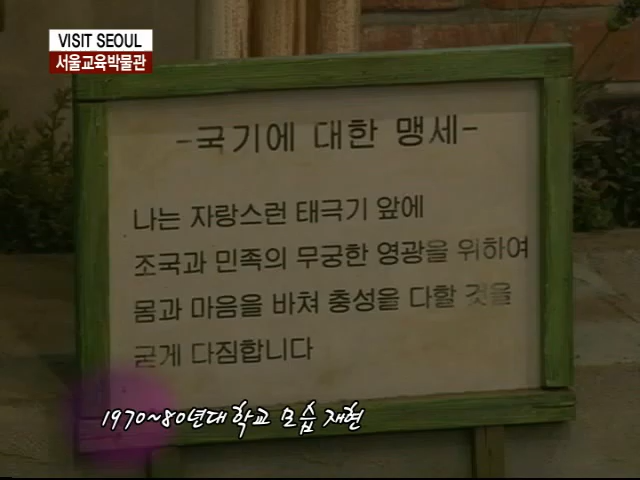 VISIT SEOUL
서울교육박물관
-국기에 대한 맹세-
나는 자랑스런 태극기 앞에
조국과 민족의 무궁한 영광을 위하여
몸과 마음을 바쳐 충성을 다할 것을
굳게 다짐합니다
1970~80년대 학교 모습 재현